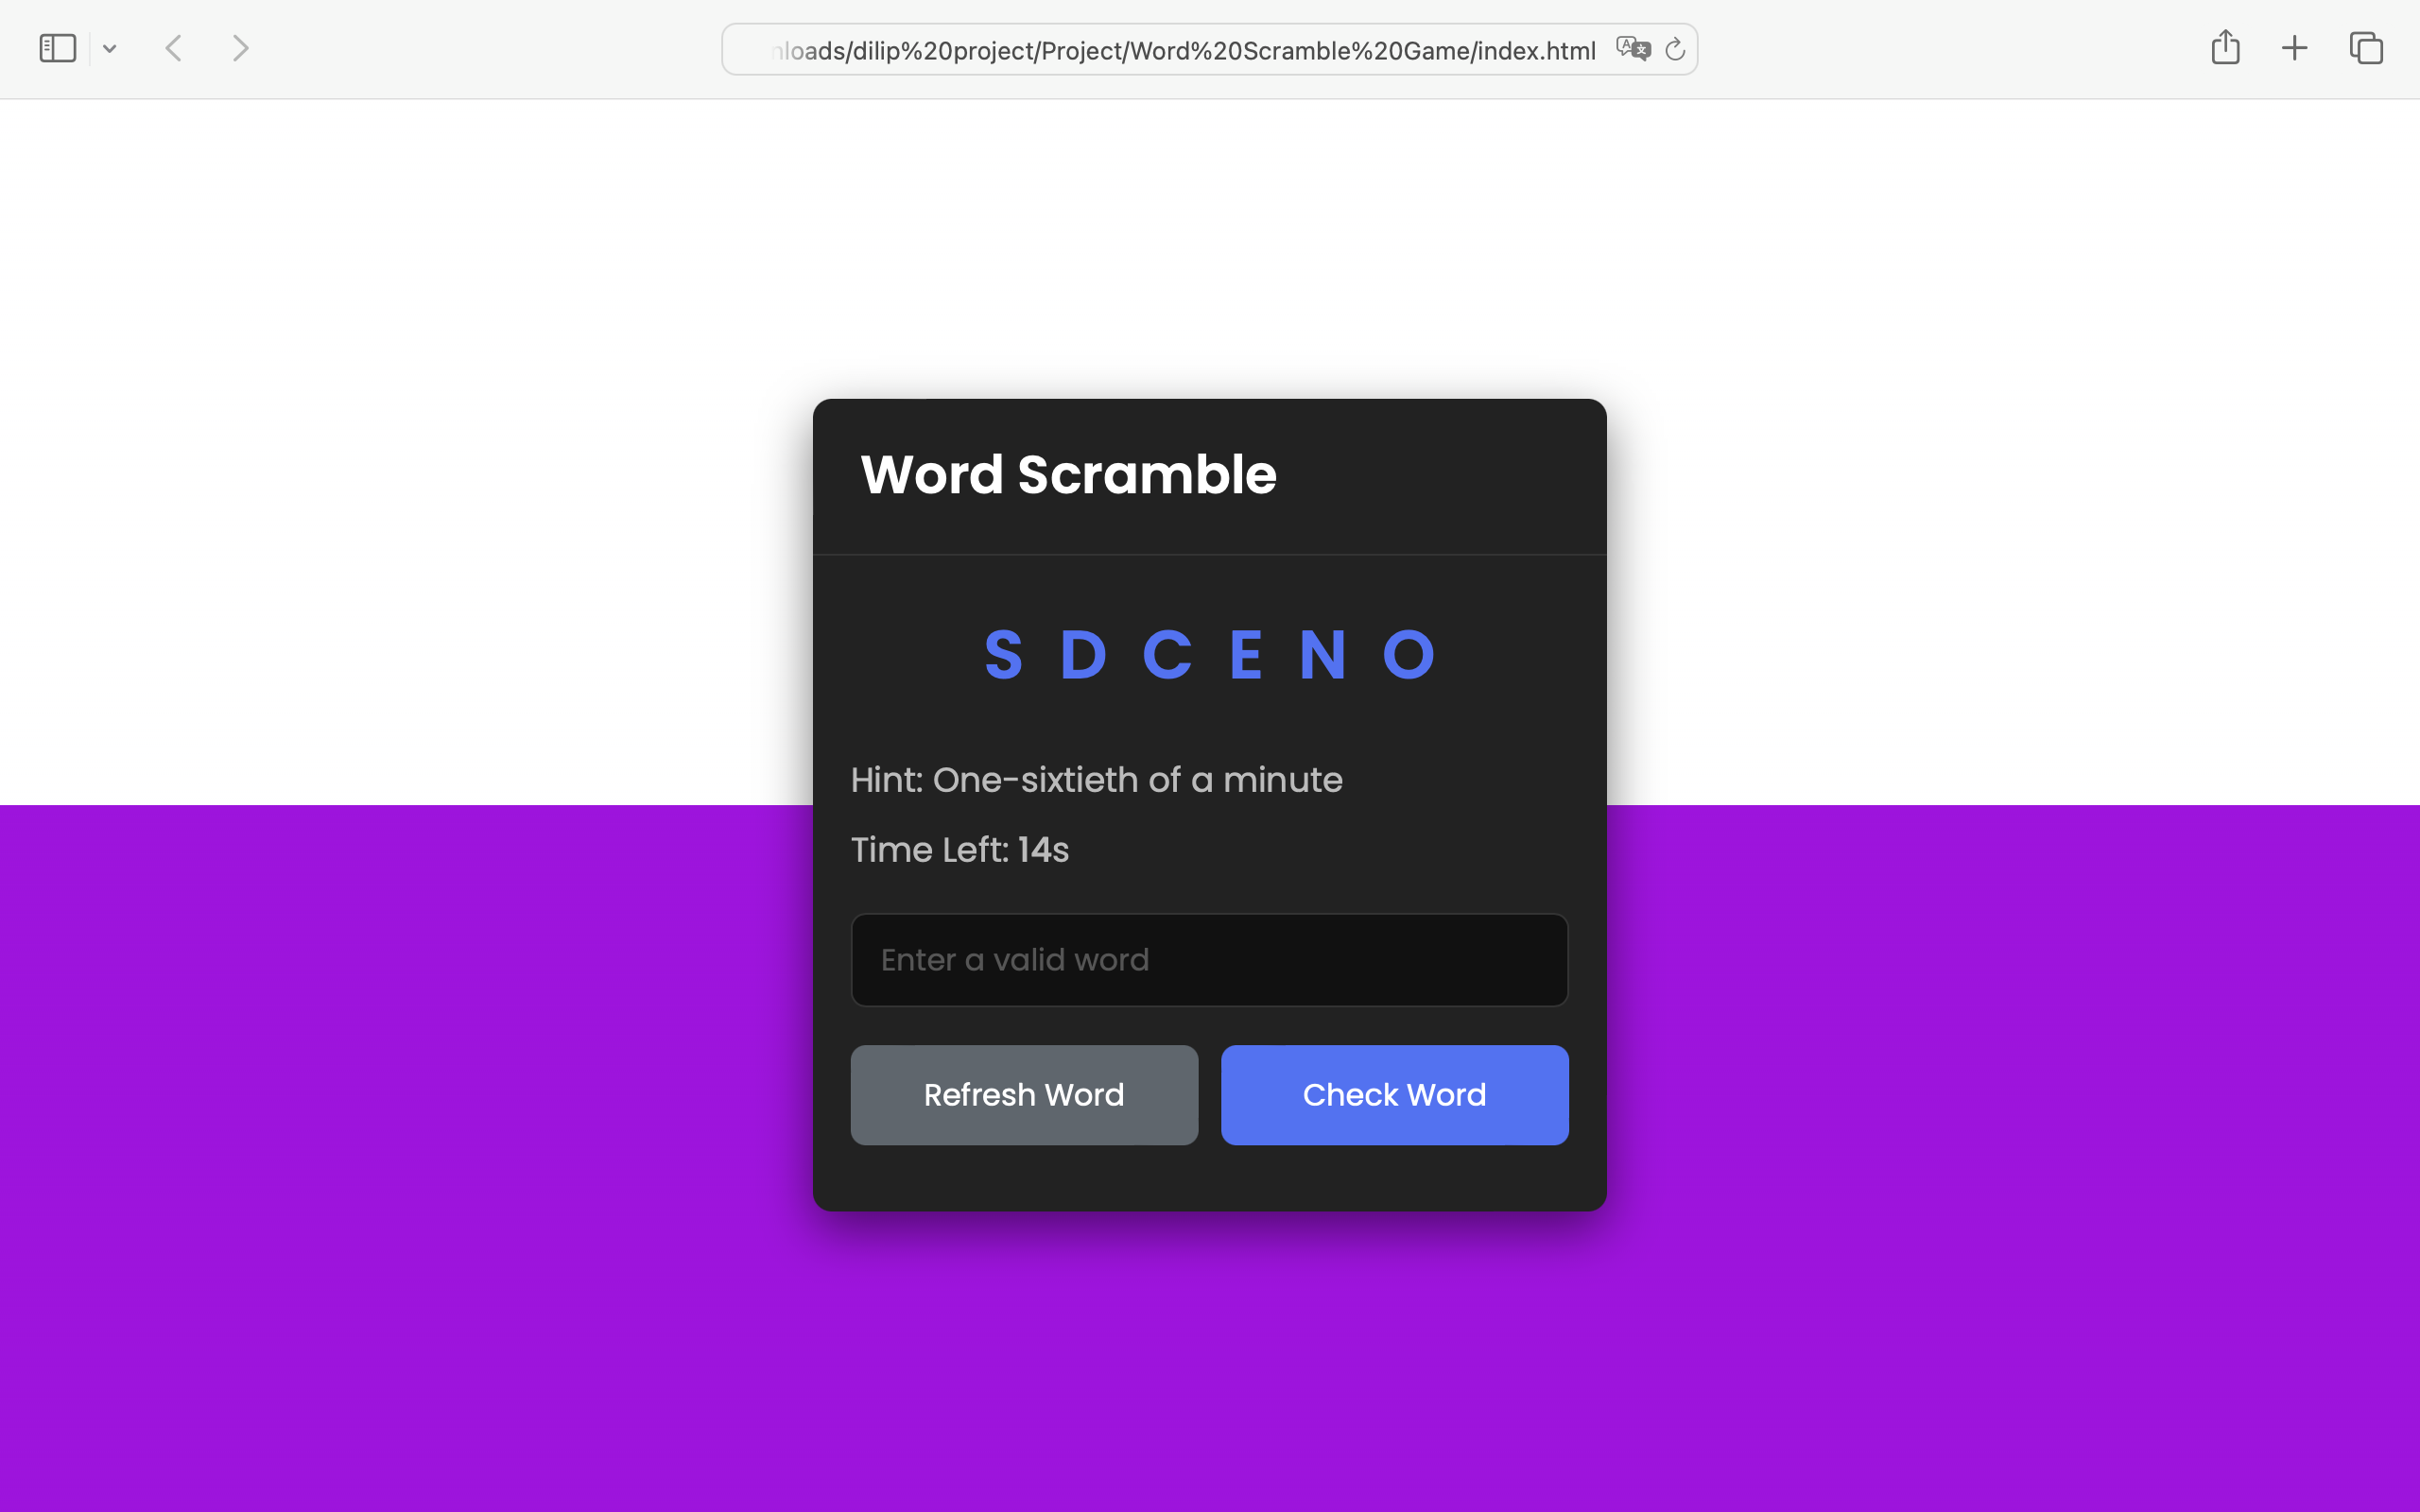 nloads/dilip%20project/Project/Word%20Scramble%20Game/index.html
Word Scramble
S D C E N O
Hint: One-sixtieth of a minute
Time Left: 14s
Enter a valid word
Refresh Word
Check Word